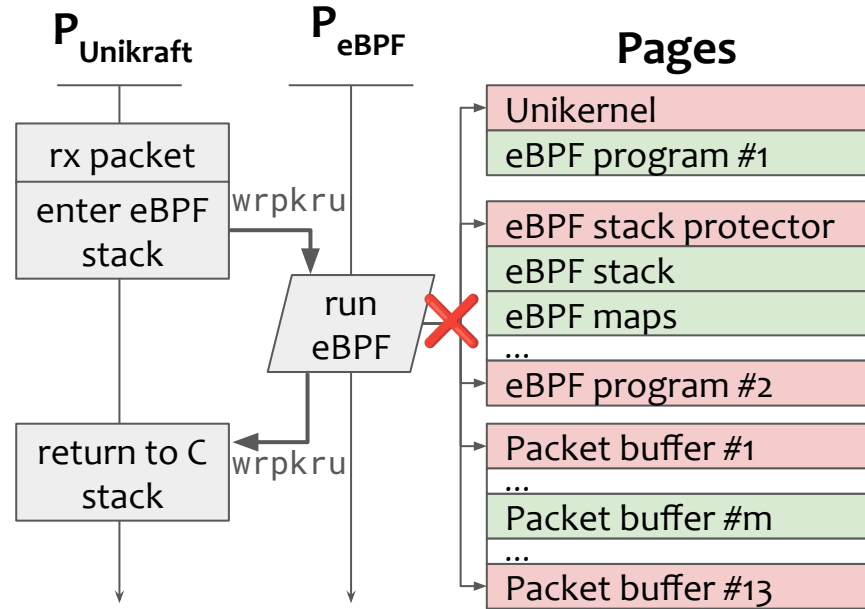 P_Unikraft
P_eBPF
Pages
rx packet
enter eBPF
stack
wrpkru
run
eBPF
return to C
stack
wrpkru
Unikernel
eBPF program #1
eBPF stack protector
eBPF stack
eBPF maps
...
eBPF program #2
Packet buffer #1
...
Packet buffer #m
...
Packet buffer #13